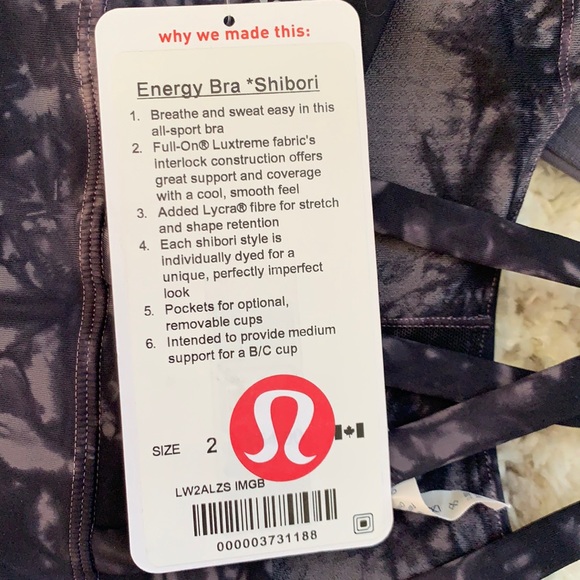 why we made this:
Energy Bra *Shibori
1. Breathe and sweat easy in this
all-sport bra
2. Full-On® Luxtreme fabric's
interlock construction offers
great support and coverage
with a cool, smooth feel
3. Added Lycra® fibre for stretch
and shape retention
4. Each shibori style is
individually dyed for a
unique, perfectly imperfect
look
5. Pockets for optional,
removable cups
6. Intended to provide medium
support for a B/C cup
SIZE 2
LW2ALZS IMGB
000003731188